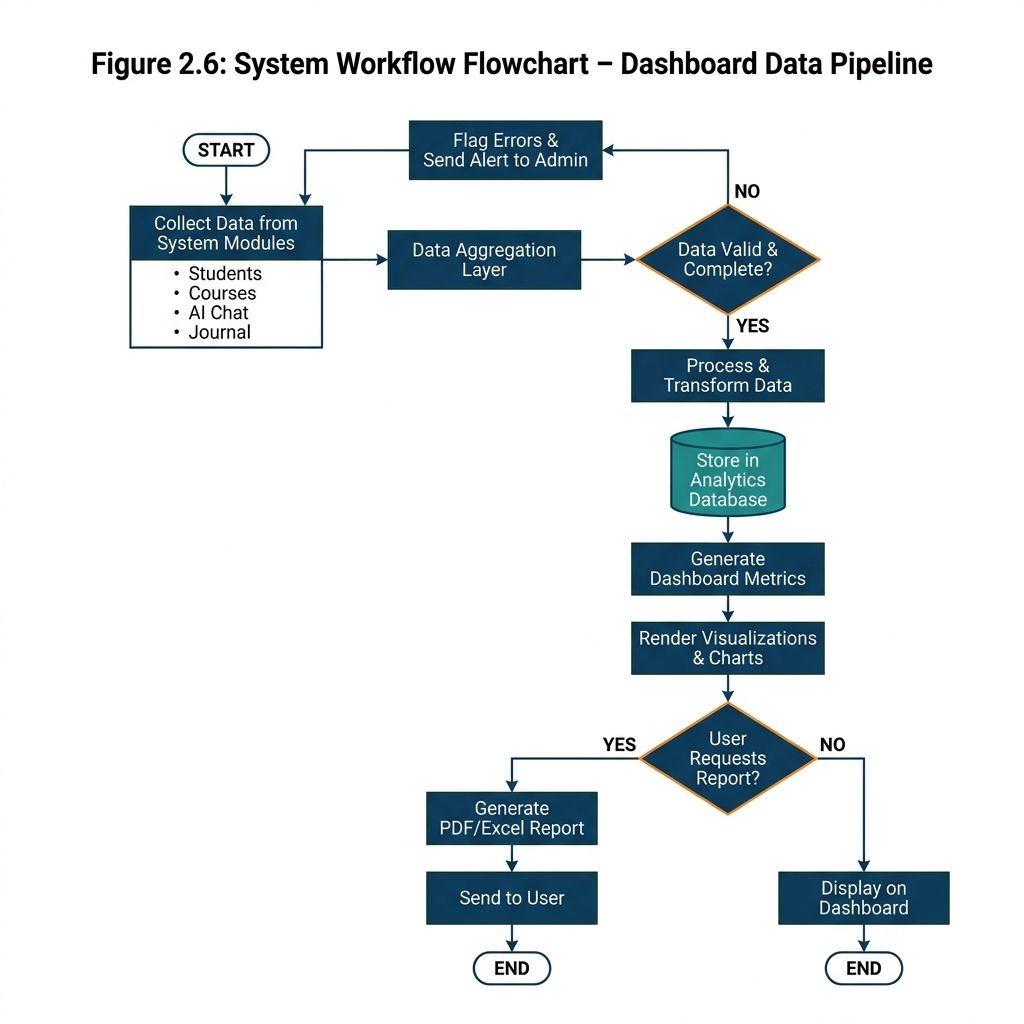 Figure 2.6: System Workflow Flowchart – Dashboard Data Pipeline
START
Flag Errors &
Send Alert to Admin
NO
Collect Data from
System Modules
• Students
• Courses
• AI Chat
• Journal
Data Aggregation
Layer
Data Valid &
Complete?
YES
Process &
Transform Data
Store in
Analytics
Database
Generate
Dashboard Metrics
Render Visualizations
& Charts
User
Requests
Report?
YES
NO
Generate
PDF/Excel Report
Send to User
END
Display on
Dashboard
END